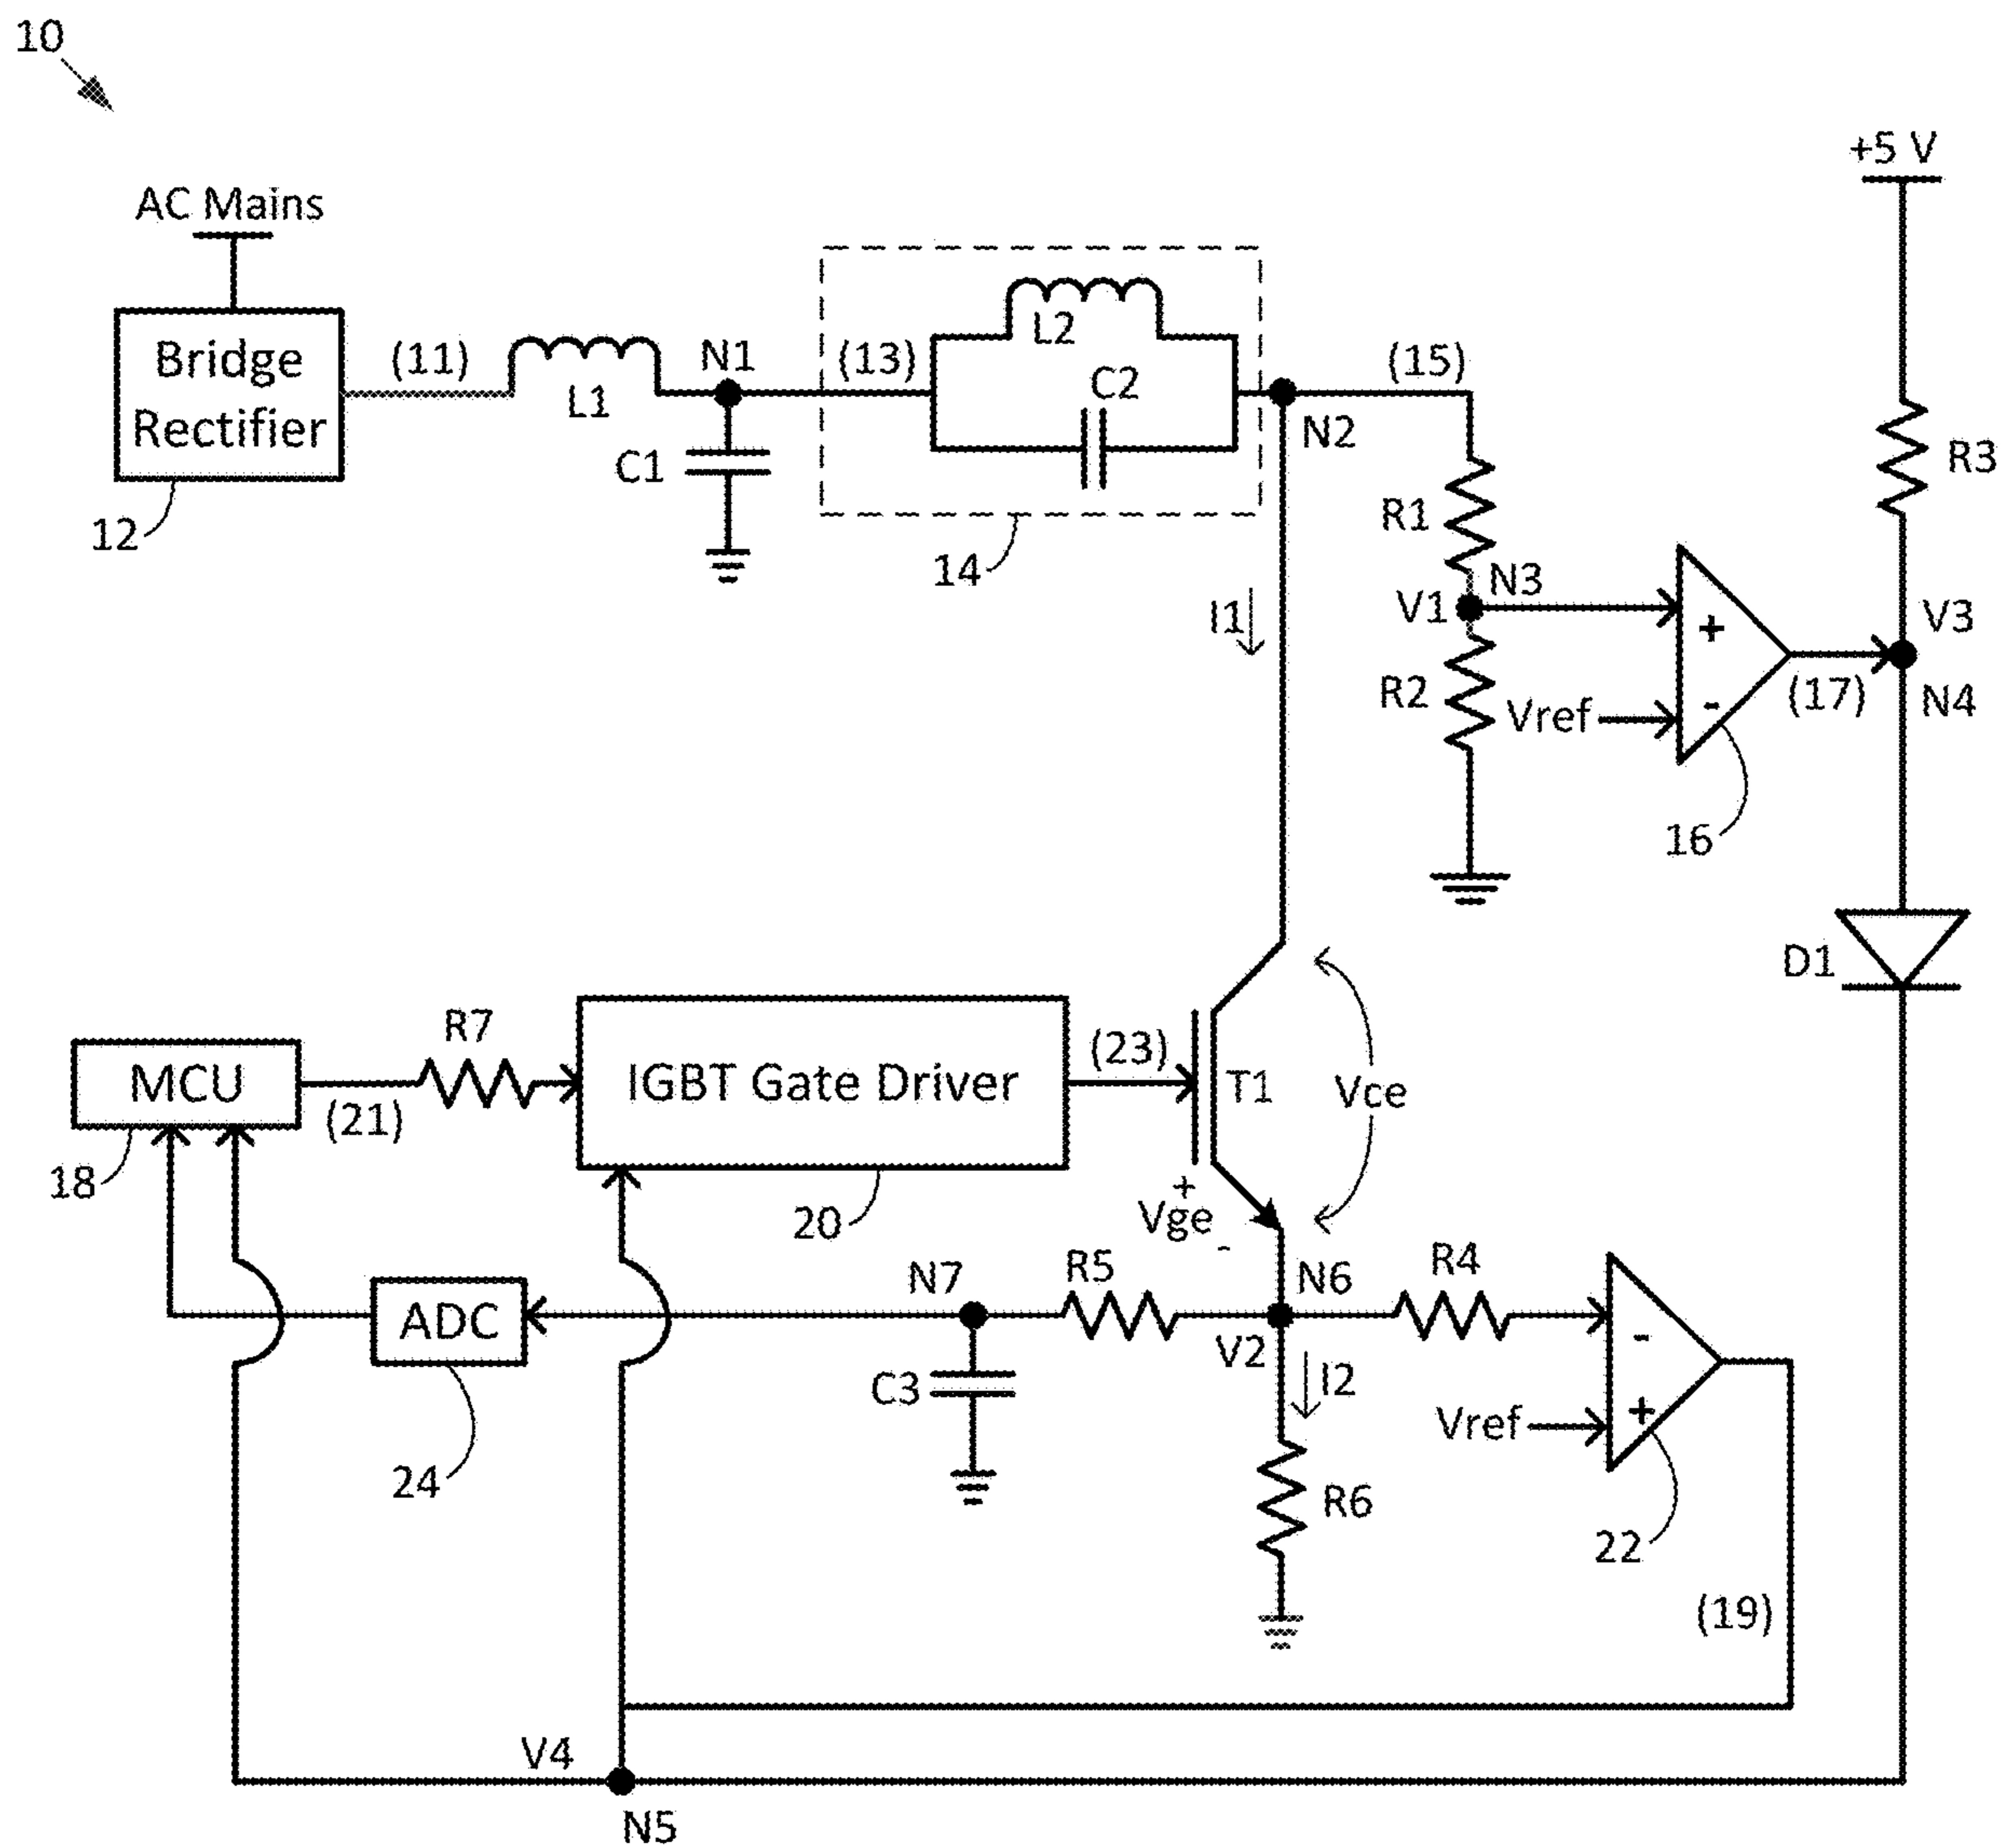 10
+5 V
AC Mains
Bridge
Rectifier
12
(11)
L1
N1
C1
(13)
L2
C2
14
N2
(15)
R1
N3
V1
R2
Vref
+
-
16
(17)
R3
V3
N4
D1
I1
MCU
18
(21)
R7
IGBT Gate Driver
20
(23)
T1
Vce
+
Vge
-
ADC
24
N7
C3
R5
N6
V2
I2
R6
R4
-
+
Vref
22
(19)
V4
N5